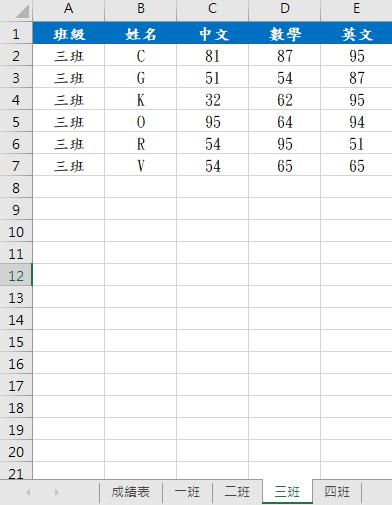 A B C D E
1 班級 姓名 中文 數學 英文
2 三班 C 81 87 95
3 三班 G 51 54 87
4 三班 K 32 62 95
5 三班 O 95 64 94
6 三班 R 54 95 51
7 三班 V 54 65 65
8
9
10
11
12
13
14
15
16
17
18
19
20
21
成績表 一班 二班 三班 四班